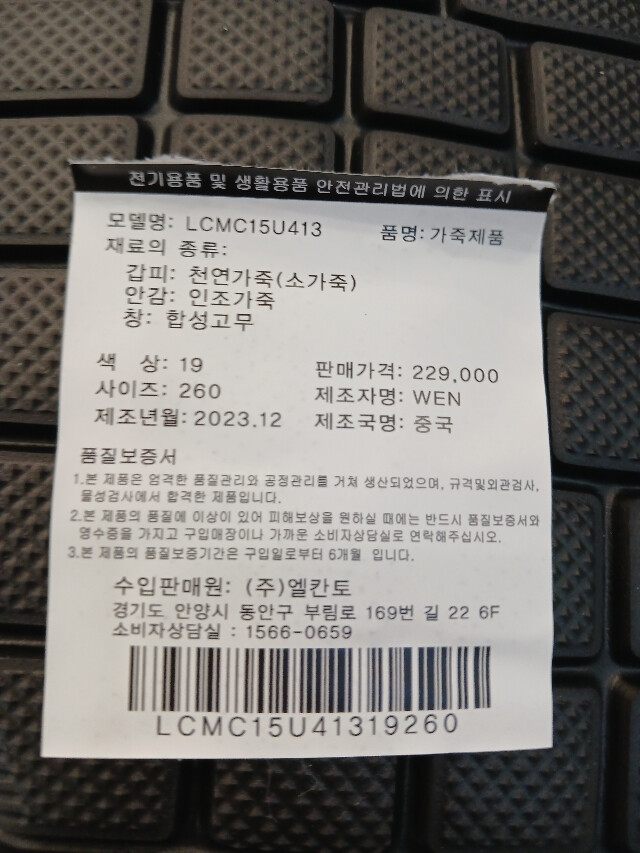 전기용품 및 생활용품 안전관리법에 의한 표시
모델명: LCMC15U413 품명: 가죽제품
재료의 종류:
갑피: 천연가죽(소가죽)
안감: 인조가죽
창: 합성고무
색 상: 19 판매가격: 229,000
사이즈: 260 제조자명: WEN
제조년월: 2023.12 제조국명: 중국
품질보증서
1.본 제품은 엄격한 품질관리와 공정관리를 거쳐 생산되었으며, 규격및외관검사,
물성검사에서 합격한 제품입니다.
2.본 제품의 품질에 이상이 있어 피해보상을 원하실 때에는 반드시 품질보증서와
영수증을 가지고 구입매장이나 가까운 소비자상담실로 연락해주십시오.
3.본 제품의 품질보증기간은 구입일로부터 6개월 입니다.
수입판매원: (주)엘칸토
경기도 안양시 동안구 부림로 169번 길 22 6F
소비자상담실 : 1566-0659
LCMC15U41319260